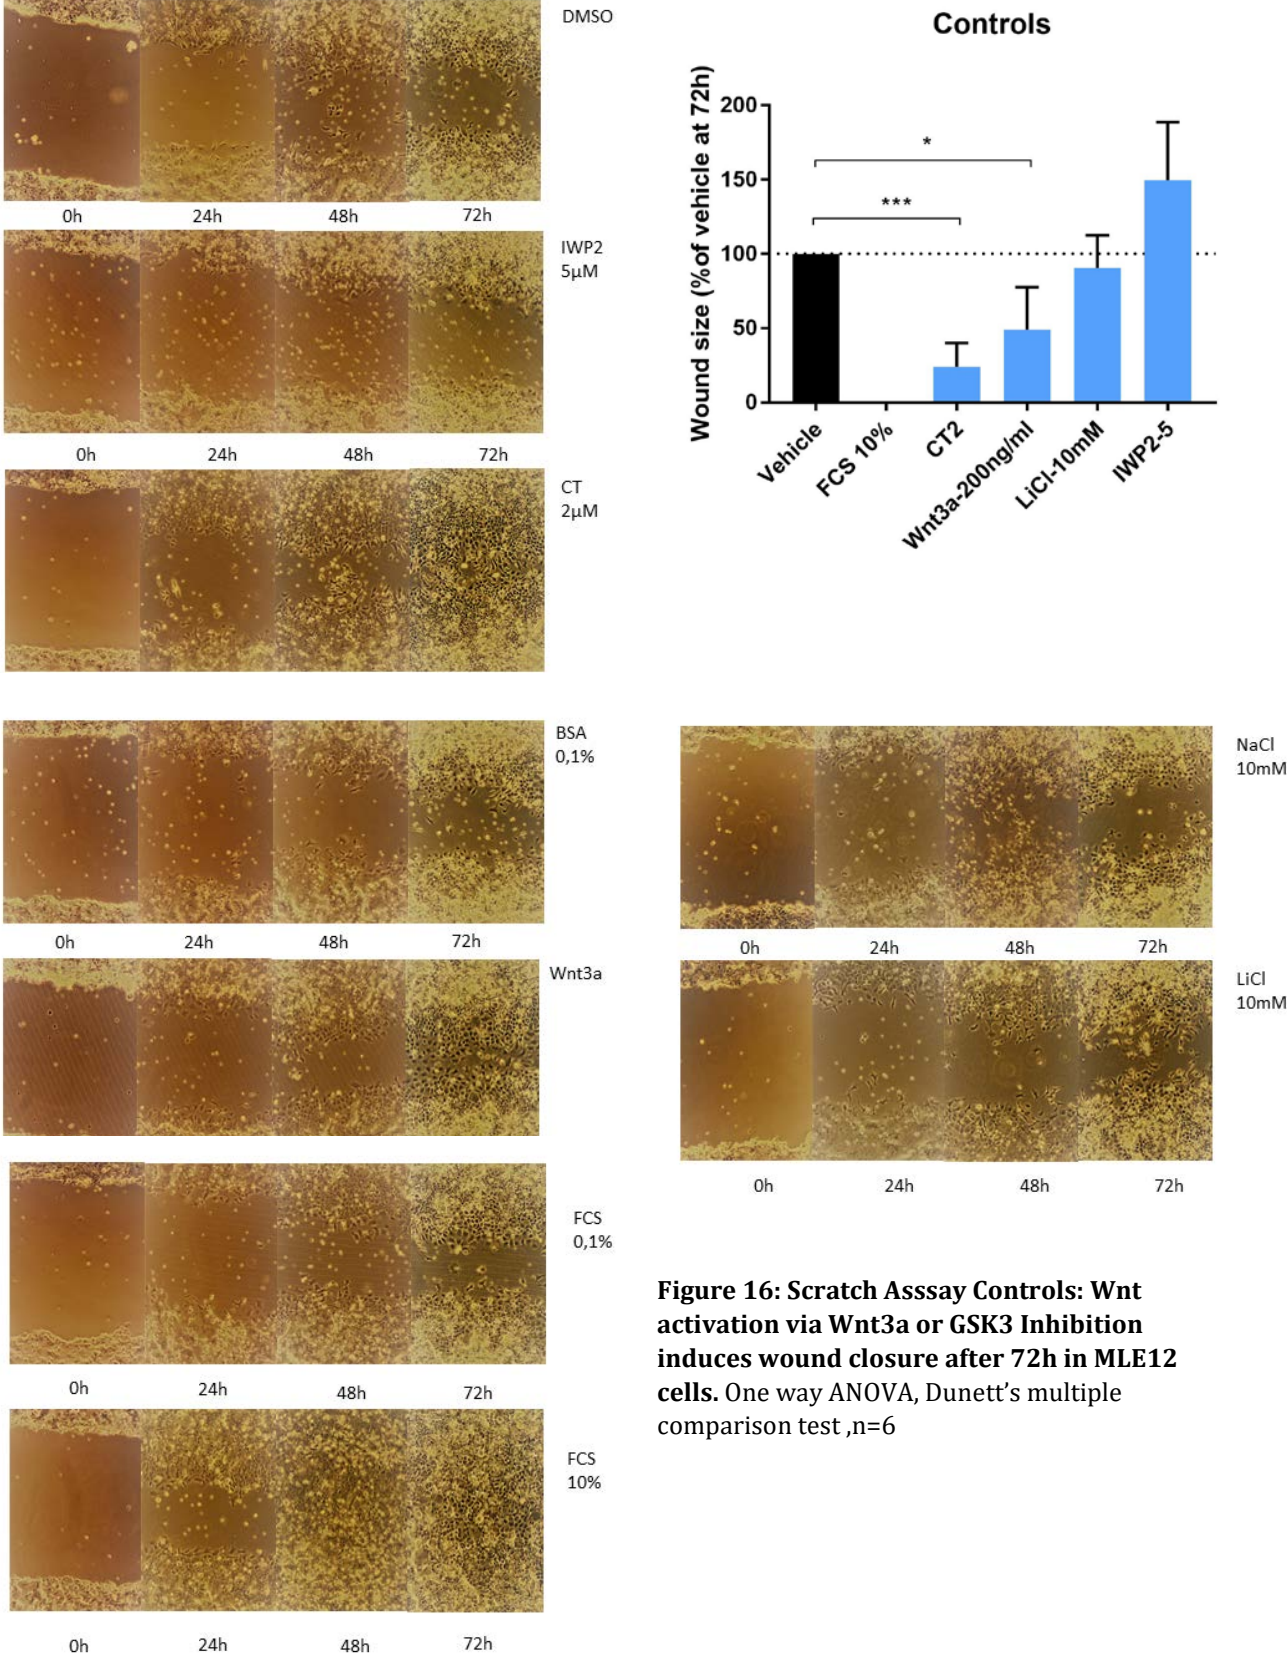 DMSO
0h 24h 48h 72h
IWP2
5µM
0h 24h 48h 72h
CT
2µM
BSA
0,1%
0h 24h 48h 72h
Wnt3a
FCS
0,1%
0h 24h 48h 72h
FCS
10%
0h 24h 48h 72h
Controls
Wound size (%of vehicle at 72h)
200
150
100
50
0
*
***
Vehicle
FCS 10%
CT2
Wnt3a-200ng/ml
LiCl-10mM
IWP2-5
NaCl
10mM
0h 24h 48h 72h
LiCl
10mM
0h 24h 48h 72h
Figure 16: Scratch Asssay Controls: Wnt
activation via Wnt3a or GSK3 Inhibition
induces wound closure after 72h in MLE12
cells. One way ANOVA, Dunett’s multiple
comparison test ,n=6